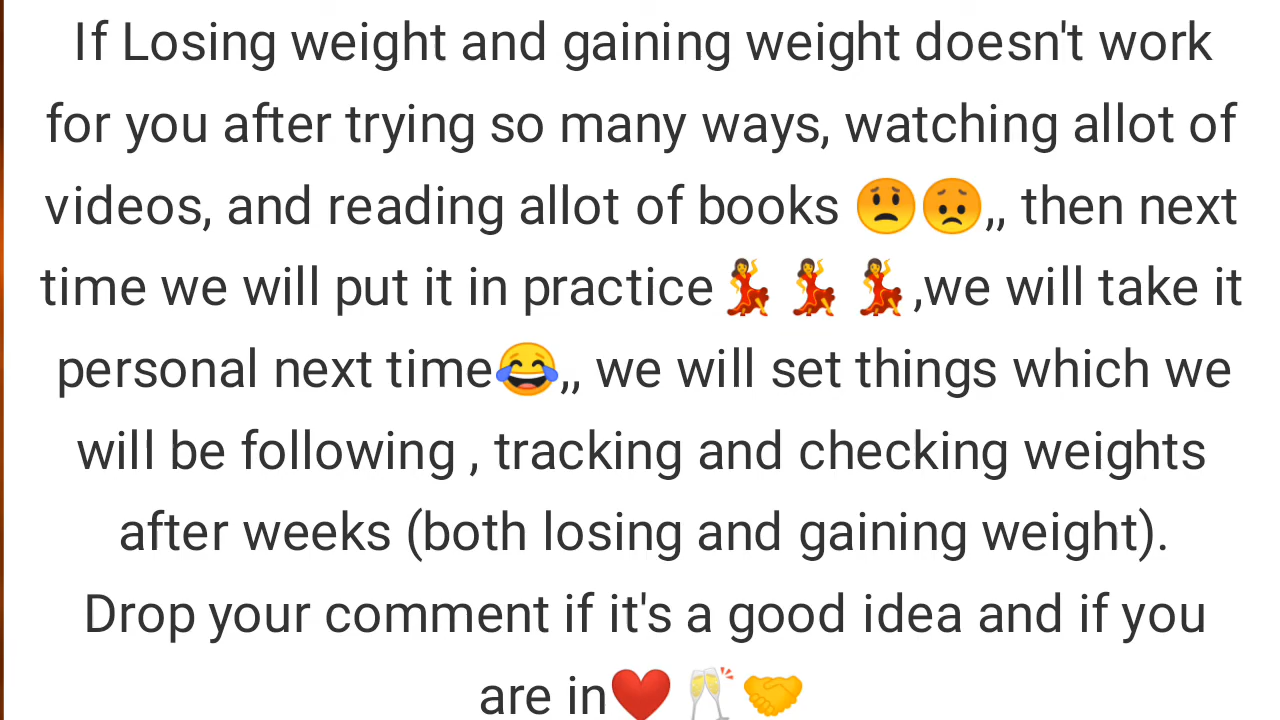 If Losing weight and gaining weight doesn't work
for you after trying so many ways, watching allot of
videos, and reading allot of books 😟😞,, then next
time we will put it in practice💃💃💃,we will take it
personal next time😂,, we will set things which we
will be following , tracking and checking weights
after weeks (both losing and gaining weight).
Drop your comment if it's a good idea and if you
are in❤️🥂🤝